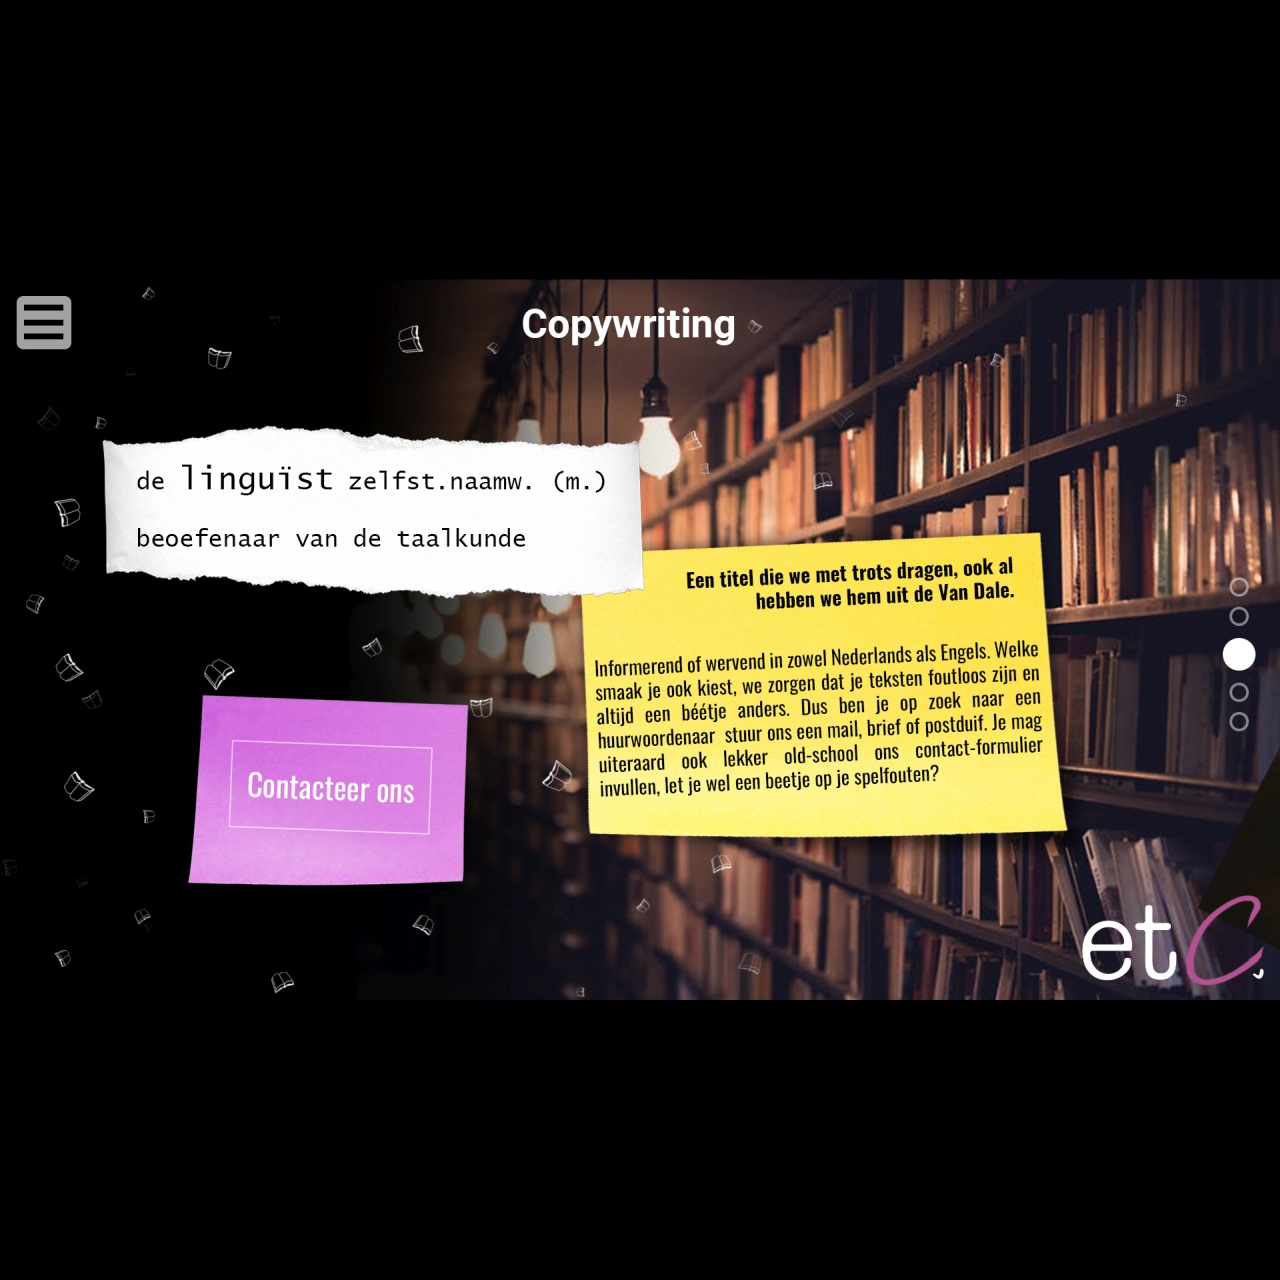 Copywriting
de linguïst zelfst.naamw. (m.)
beoefenaar van de taalkunde
Een titel die we met trots dragen, ook al
hebben we hem uit de Van Dale.
Informerend of wervend in zowel Nederlands als Engels. Welke
smaak je ook kiest, we zorgen dat je teksten foutloos zijn en
altijd een béétje anders. Dus ben je op zoek naar een
huurwoordenaar stuur ons een mail, brief of postduif. Je mag
uiteraard ook lekker old-school ons contact-formulier
invullen, let je wel een beetje op je spelfouten?
Contacteer ons
etC